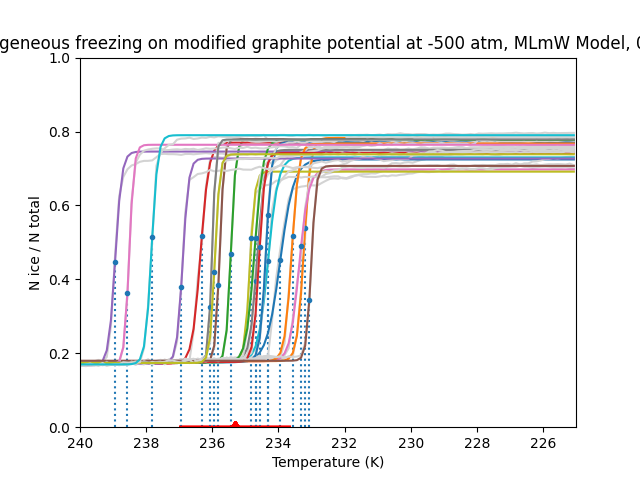 geneous freezing on modified graphite potential at -500 atm, MLmW Model,
1.0
0.8
0.6
0.4
0.2
0.0
N ice / N total
240 238 236 234 232 230 228 226
Temperature (K)